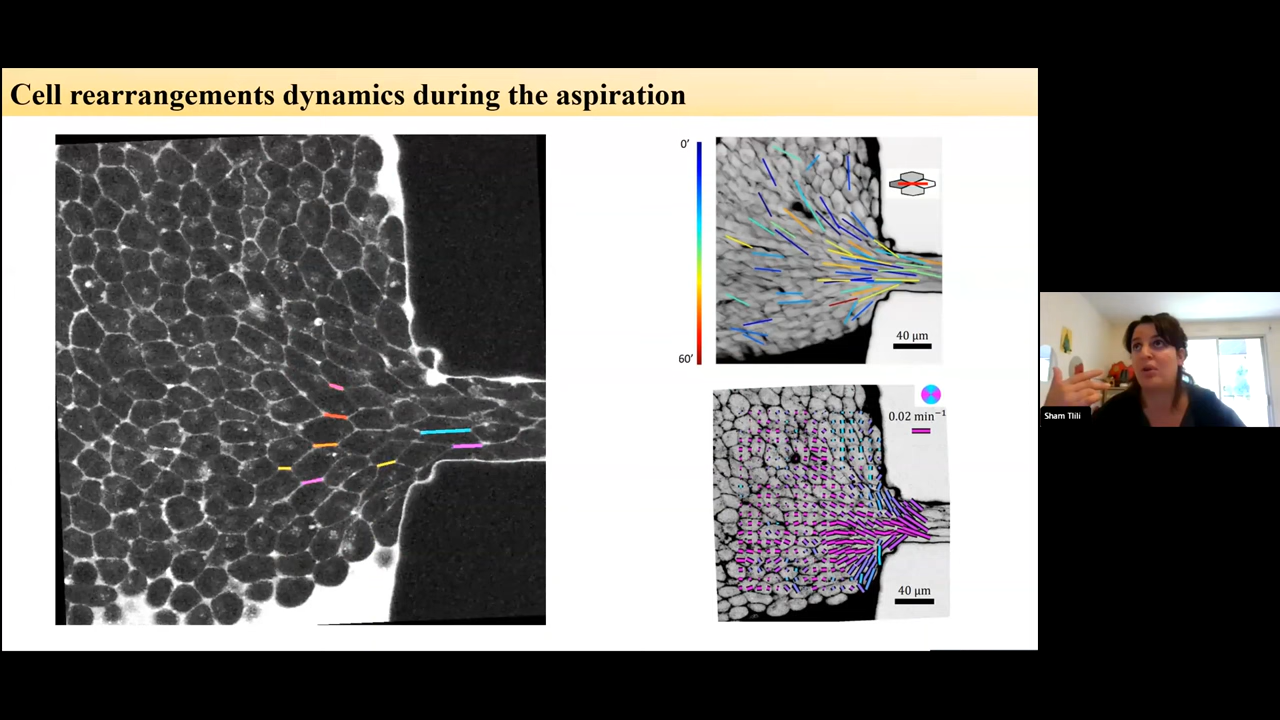 Cell rearrangements dynamics during the aspiration
0’
60’
40 μm
0.02 min⁻¹
40 μm
Sham Tlili